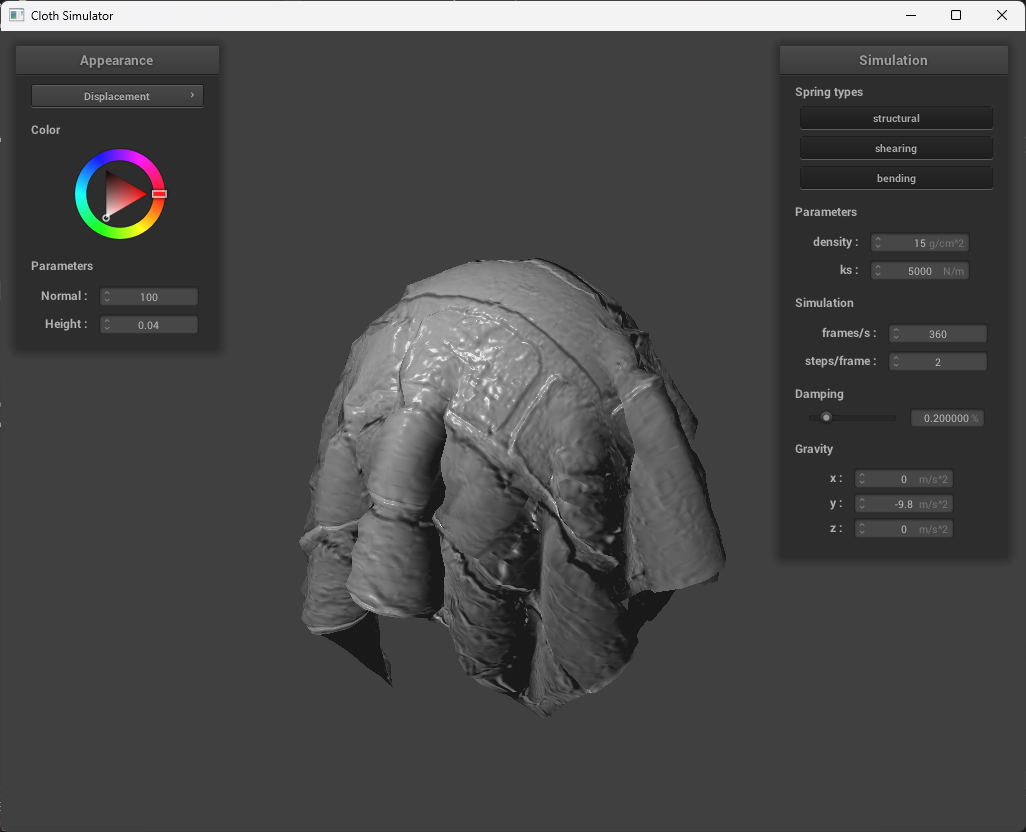 Cloth Simulator
Appearance
Displacement
Color
Parameters
Normal : 100
Height : 0.04
Simulation
Spring types
structural
shearing
bending
Parameters
density : 15 g/cm^2
ks : 5000 N/m
Simulation
frames/s : 360
steps/frame : 2
Damping
0.200000 %
Gravity
x : 0 m/s^2
y : -9.8 m/s^2
z : 0 m/s^2